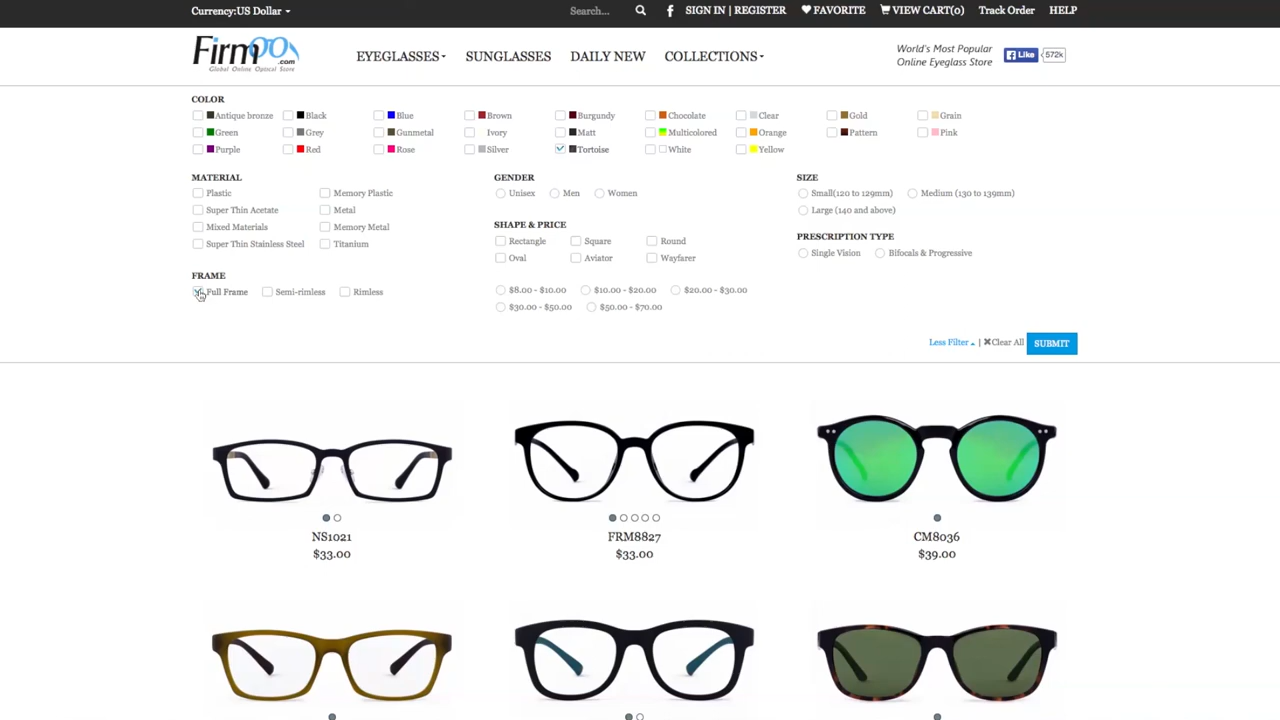 Currency:US Dollar
Search...
SIGN IN | REGISTER
FAVORITE
VIEW CART(0)
Track Order
HELP
Firmoo.com
Global Online Optical Store
EYEGLASSES
SUNGLASSES
DAILY NEW
COLLECTIONS
World's Most Popular
Online Eyeglass Store
Like
572k
COLOR
Antique bronze Black Blue Brown Burgundy Chocolate Clear Gold Grain
Green Grey Gunmetal Ivory Matt Multicolored Orange Pattern Pink
Purple Red Rose Silver Tortoise White Yellow
MATERIAL
Plastic Memory Plastic
Super Thin Acetate Metal
Mixed Materials Memory Metal
Super Thin Stainless Steel Titanium
FRAME
Full Frame Semi-rimless Rimless
GENDER
Unisex Men Women
SHAPE & PRICE
Rectangle Square Round
Oval Aviator Wayfarer
$8.00 - $10.00 $10.00 - $20.00 $20.00 - $30.00
$30.00 - $50.00 $50.00 - $70.00
SIZE
Small(120 to 129mm) Medium (130 to 139mm)
Large (140 and above)
PRESCRIPTION TYPE
Single Vision Bifocals & Progressive
Less Filter | Clear All SUBMIT
NS1021
$33.00
FRM8827
$33.00
CM8036
$39.00